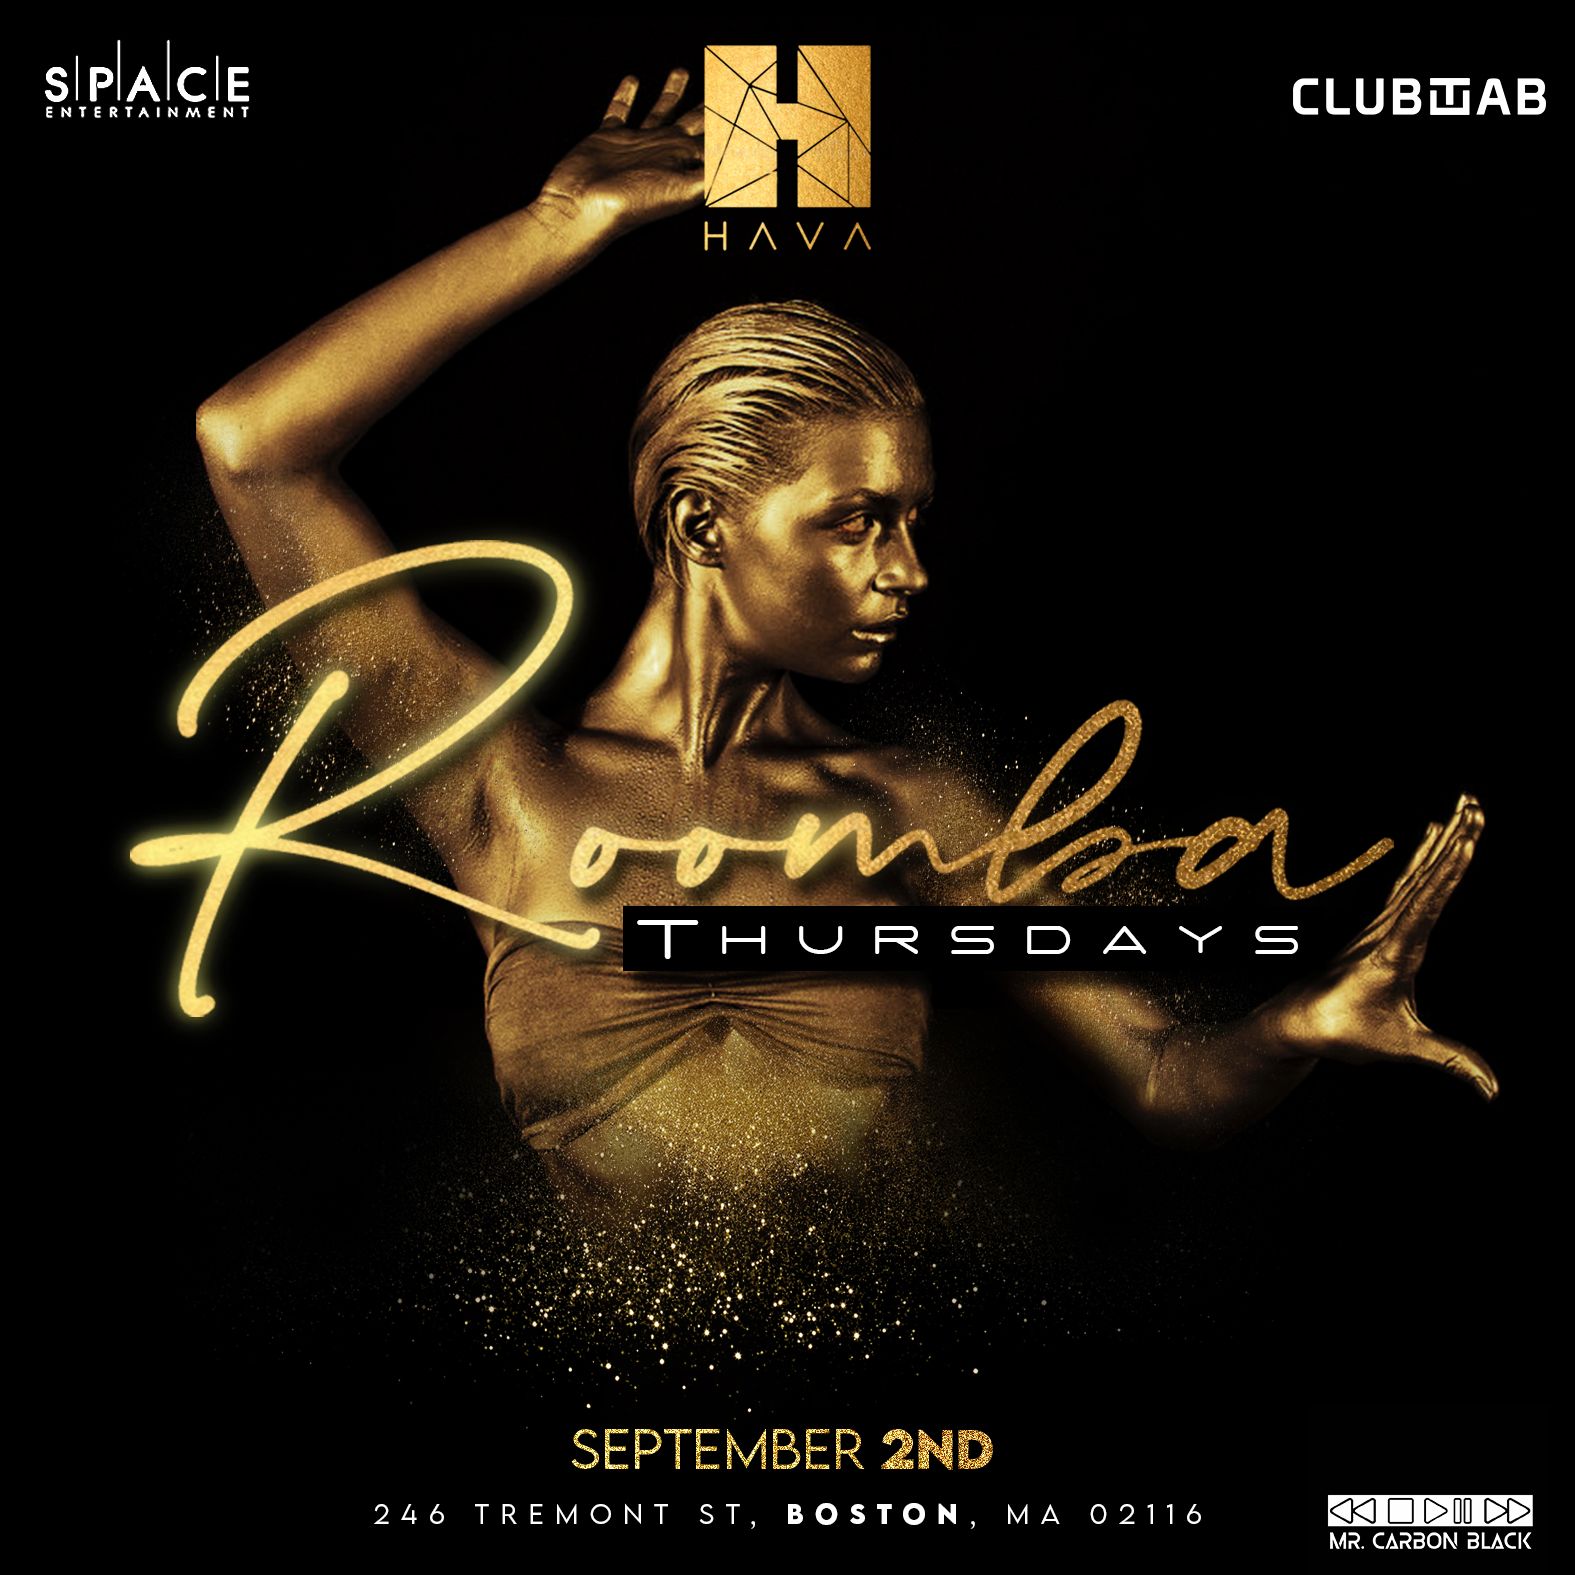 SPACE
ENTERTAINMENT
H
HAVA
CLUBTAB
Roomba
THURSDAYS
SEPTEMBER 2ND
246 TREMONT ST, BOSTON, MA 02116
MR. CARBON BLACK